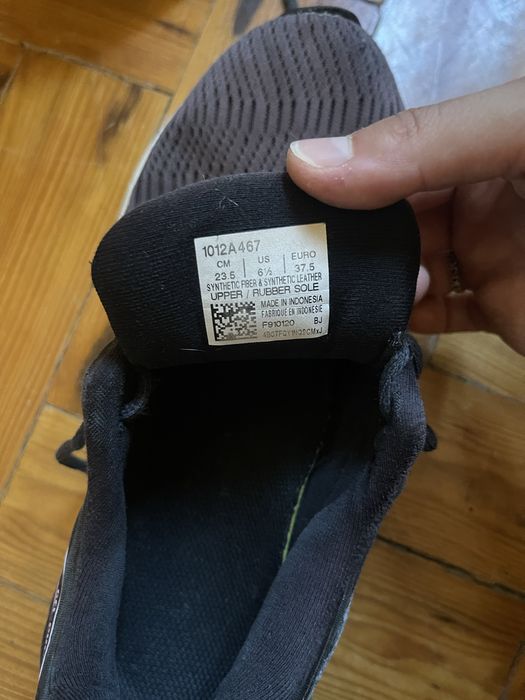 1012A467
CM US EURO
23.5 6½ 37.5
SYNTHETIC FIBER & SYNTHETIC LEATHER
UPPER / RUBBER SOLE
MADE IN INDONESIA
FABRIQUE EN INDONESIE
F910120 BJ